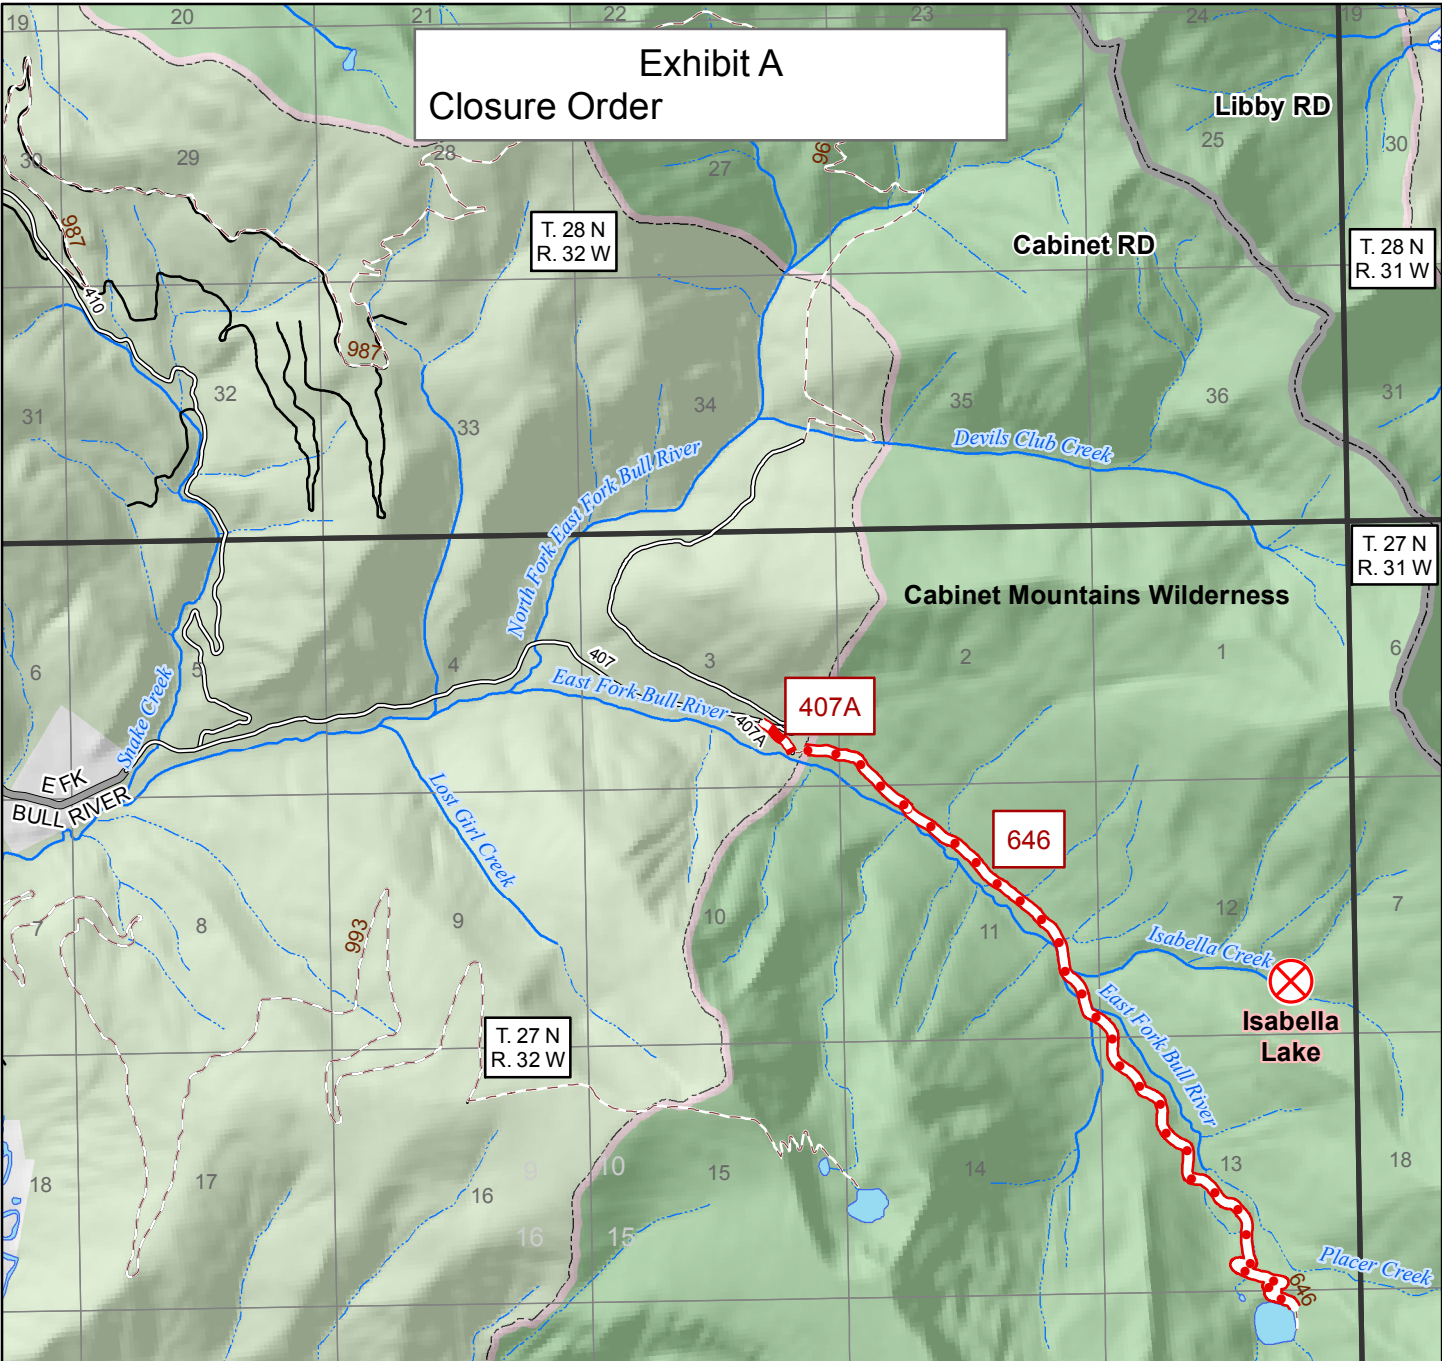 Exhibit A
Closure Order
19
20
21
22
23
24
19
Libby RD
30
29
28
27
96
25
30
987
T. 28 N
R. 32 W
Cabinet RD
T. 28 N
R. 31 W
410
987
32
31
33
34
35
36
31
Devils Club Creek
North Fork East Fork Bull River
T. 27 N
R. 31 W
Cabinet Mountains Wilderness
6
5
4
407
3
2
1
6
Snake Creek
East Fork Bull River
407A
407A
E FK
BULL RIVER
Lost Girl Creek
646
7
8
993
9
10
11
12
7
Isabella Creek
East Fork Bull River
Isabella
Lake
T. 27 N
R. 32 W
18
17
16
9
10
15
14
13
18
16
15
Placer Creek
646